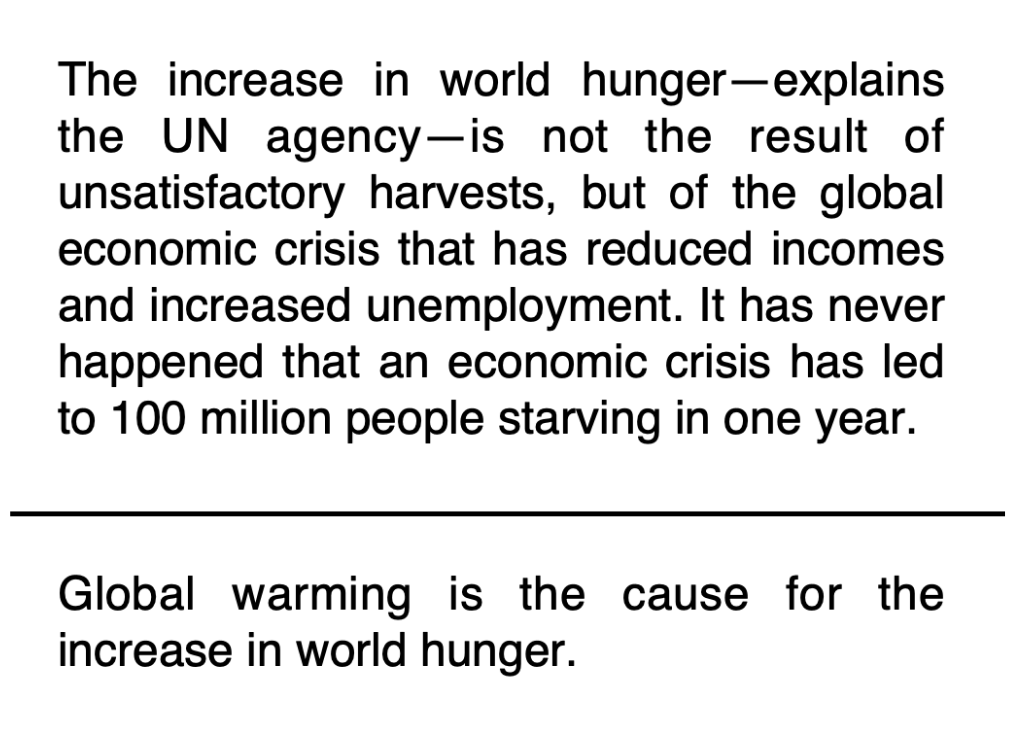 The increase in world hunger—explains
the UN agency—is not the result of
unsatisfactory harvests, but of the global
economic crisis that has reduced incomes
and increased unemployment. It has never
happened that an economic crisis has led
to 100 million people starving in one year.
Global warming is the cause for the
increase in world hunger.